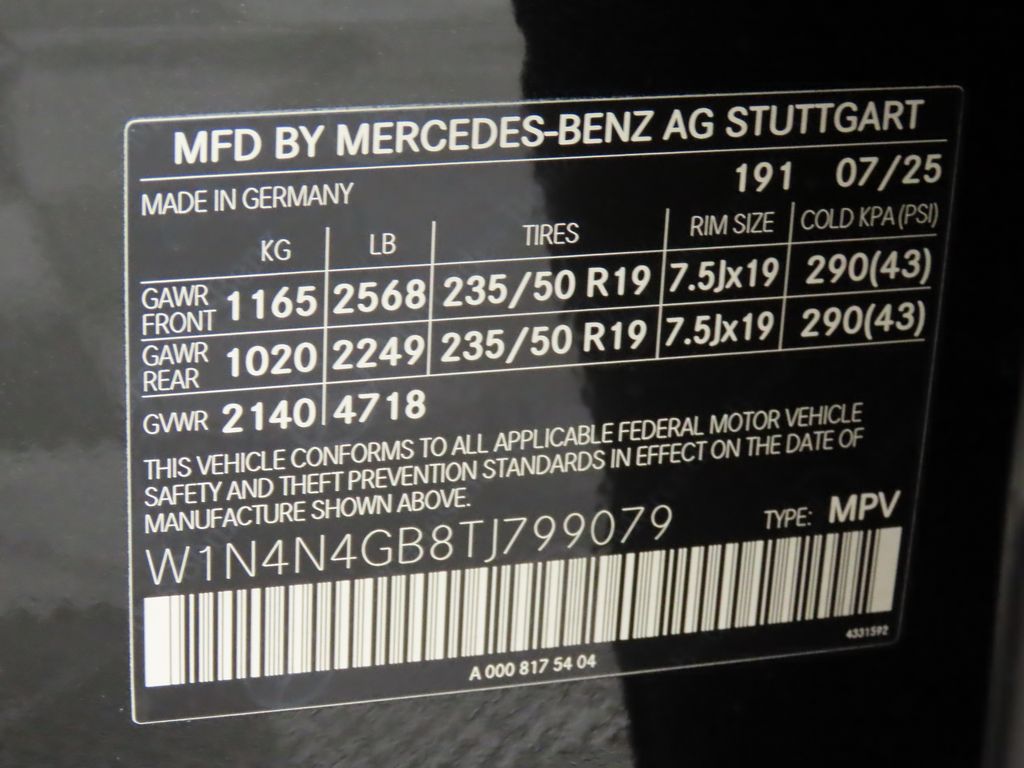 MFD BY MERCEDES-BENZ AG STUTTGART
MADE IN GERMANY 191 07/25
KG LB TIRES RIM SIZE COLD KPA (PSI)
GAWR FRONT 1165 2568 235/50 R19 7.5Jx19 290(43)
GAWR REAR 1020 2249 235/50 R19 7.5Jx19 290(43)
GVWR 2140 4718
THIS VEHICLE CONFORMS TO ALL APPLICABLE FEDERAL MOTOR VEHICLE
SAFETY AND THEFT PREVENTION STANDARDS IN EFFECT ON THE DATE OF
MANUFACTURE SHOWN ABOVE.
W1N4N4GB8TJ799079 TYPE: MPV
4331592
A 000 817 54 04